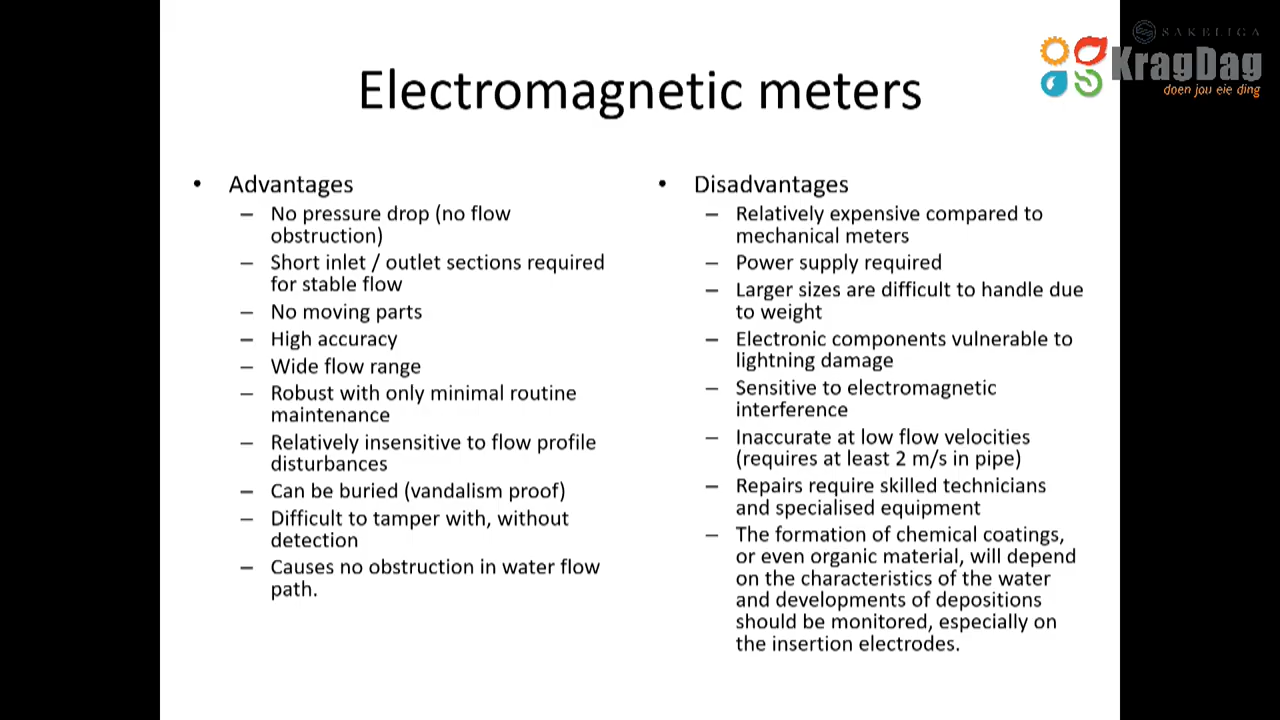 SAKELIGA
KragDag
doen jou eie ding
Electromagnetic meters
• Advantages
– No pressure drop (no flow
obstruction)
– Short inlet / outlet sections required
for stable flow
– No moving parts
– High accuracy
– Wide flow range
– Robust with only minimal routine
maintenance
– Relatively insensitive to flow profile
disturbances
– Can be buried (vandalism proof)
– Difficult to tamper with, without
detection
– Causes no obstruction in water flow
path.
• Disadvantages
– Relatively expensive compared to
mechanical meters
– Power supply required
– Larger sizes are difficult to handle due
to weight
– Electronic components vulnerable to
lightning damage
– Sensitive to electromagnetic
interference
– Inaccurate at low flow velocities
(requires at least 2 m/s in pipe)
– Repairs require skilled technicians
and specialised equipment
– The formation of chemical coatings,
or even organic material, will depend
on the characteristics of the water
and developments of depositions
should be monitored, especially on
the insertion electrodes.